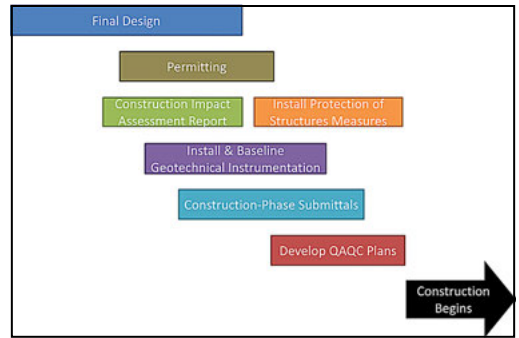 Final Design
Permitting
Construction Impact
Assessment Report
Install Protection of
Structures Measures
Install & Baseline
Geotechnical Instrumentation
Construction-Phase Submittals
Develop QAQC Plans
Construction
Begins